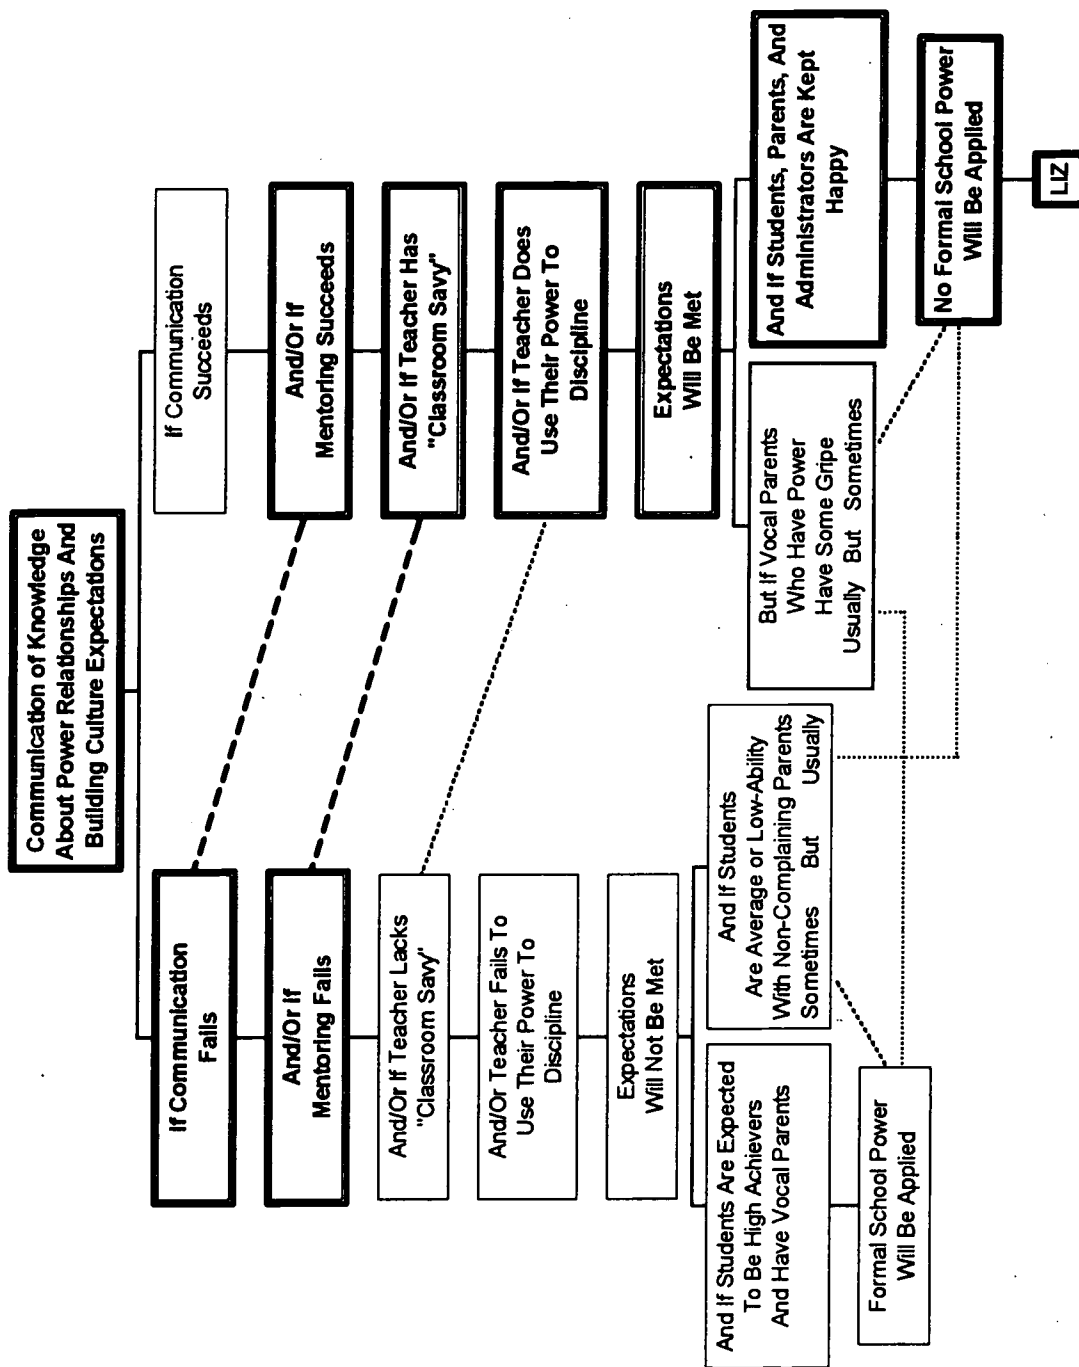 Communication of Knowledge
About Power Relationships And
Building Culture Expectations
If Communication
Fails
And/Or If
Mentoring Fails
And/Or If Teacher Lacks
"Classroom Savy"
And/Or Teacher Fails To
Use Their Power To
Discipline
Expectations
Will Not Be Met
And If Students Are Expected
To Be High Achievers
And Have Vocal Parents
Formal School Power
Will Be Applied
And If Students
Are Average or Low-Ability
With Non-Complaining Parents
Sometimes But Usually
If Communication
Succeeds
And/Or If
Mentoring Succeeds
And/Or If Teacher Has
"Classroom Savy"
And/Or If Teacher Does
Use Their Power To
Discipline
Expectations
Will Be Met
But If Vocal Parents
Who Have Power
Have Some Gripe
Usually But Sometimes
And If Students, Parents, And
Administrators Are Kept
Happy
No Formal School Power
Will Be Applied
LIZ